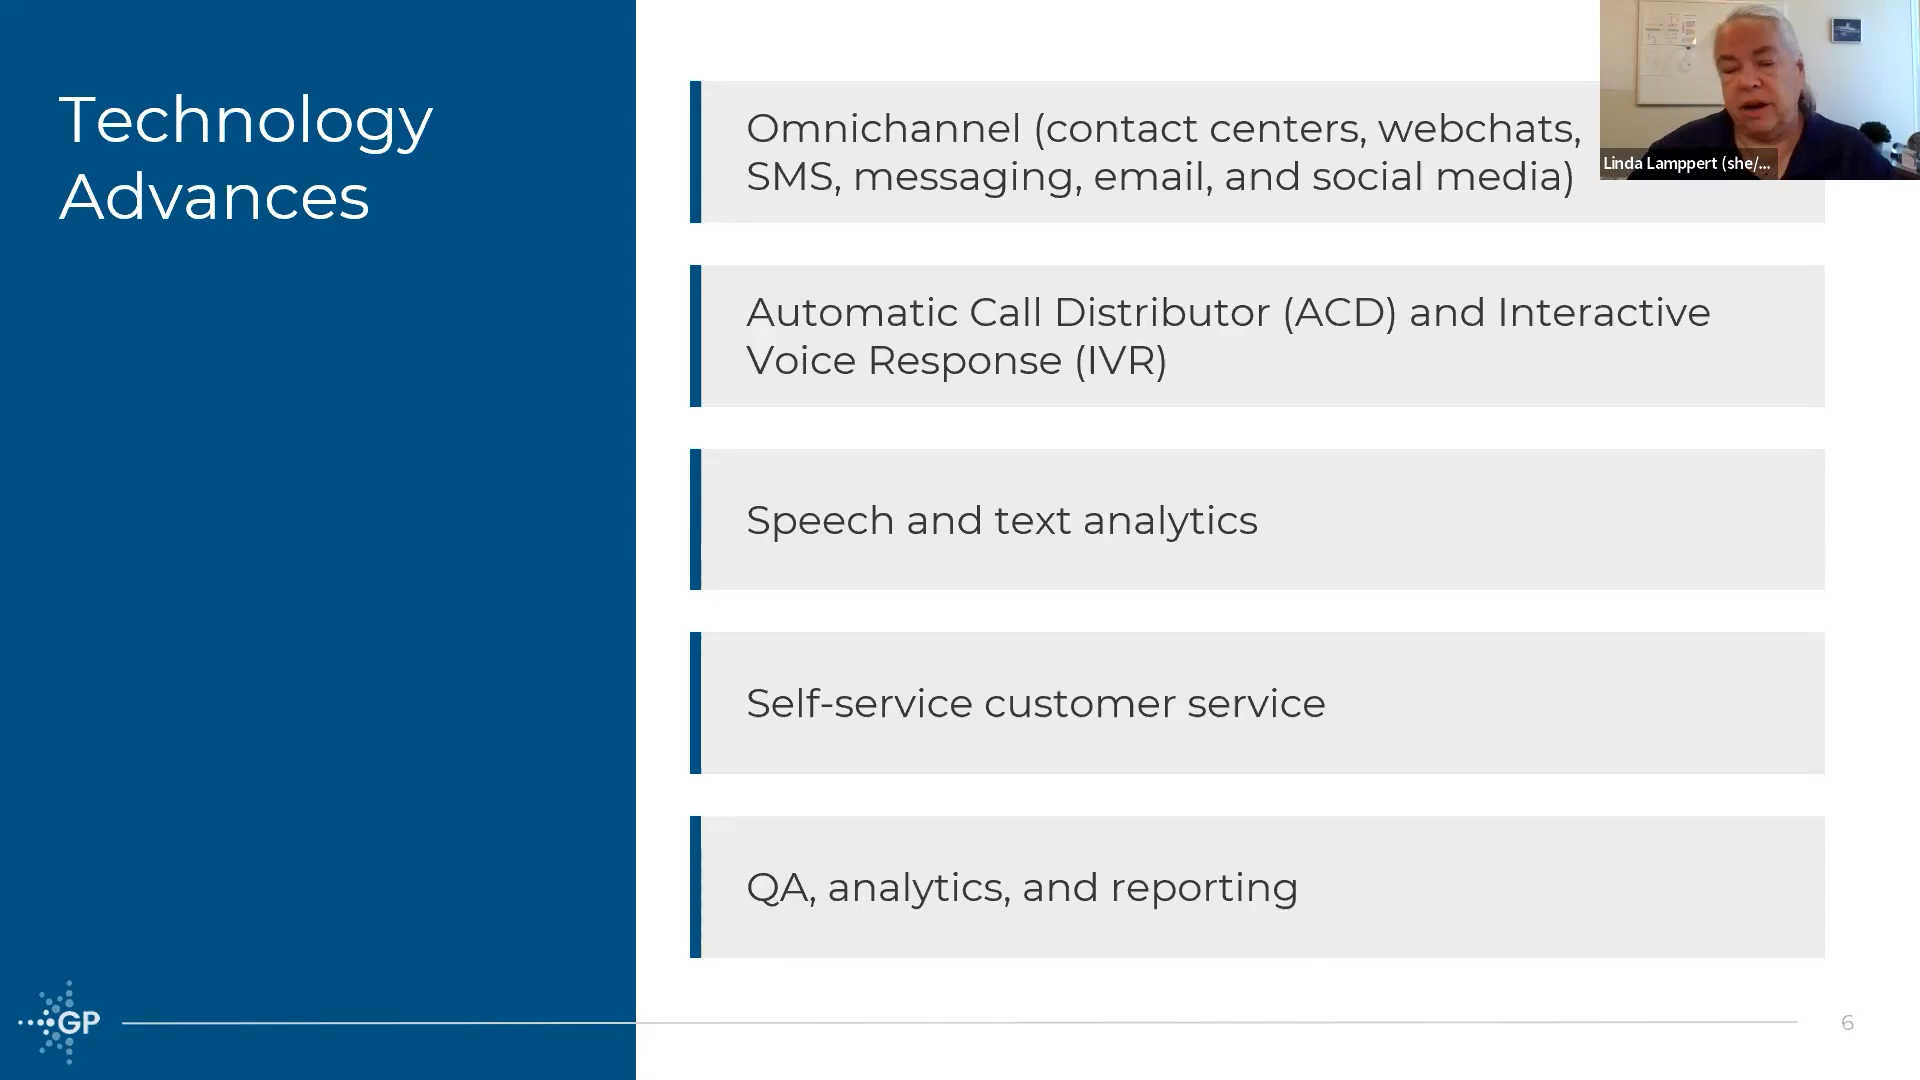 Technology
Advances
Omnichannel (contact centers, webchats,
SMS, messaging, email, and social media)
Automatic Call Distributor (ACD) and Interactive
Voice Response (IVR)
Speech and text analytics
Self-service customer service
QA, analytics, and reporting
Linda Lamppert (she/...
GP
6